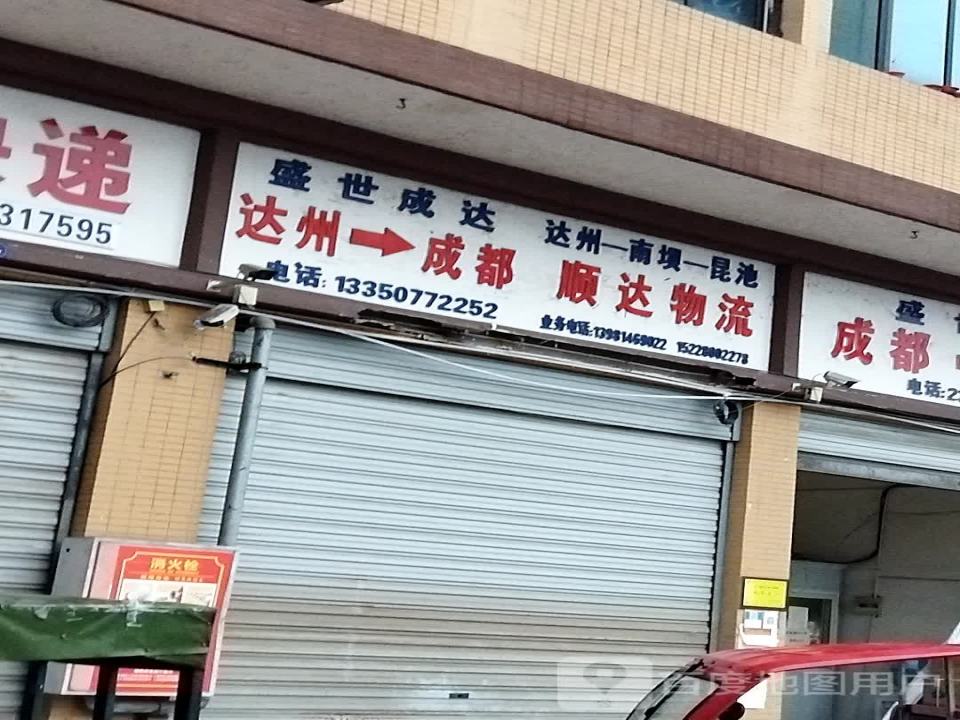 递
317595
盛世成达
达州—南坝—昆池
达州→成都 顺达物流
电话: 13350772252
业务电话:13981469022 15228002278
盛
成都
电话:2
消火栓
百度地图用户